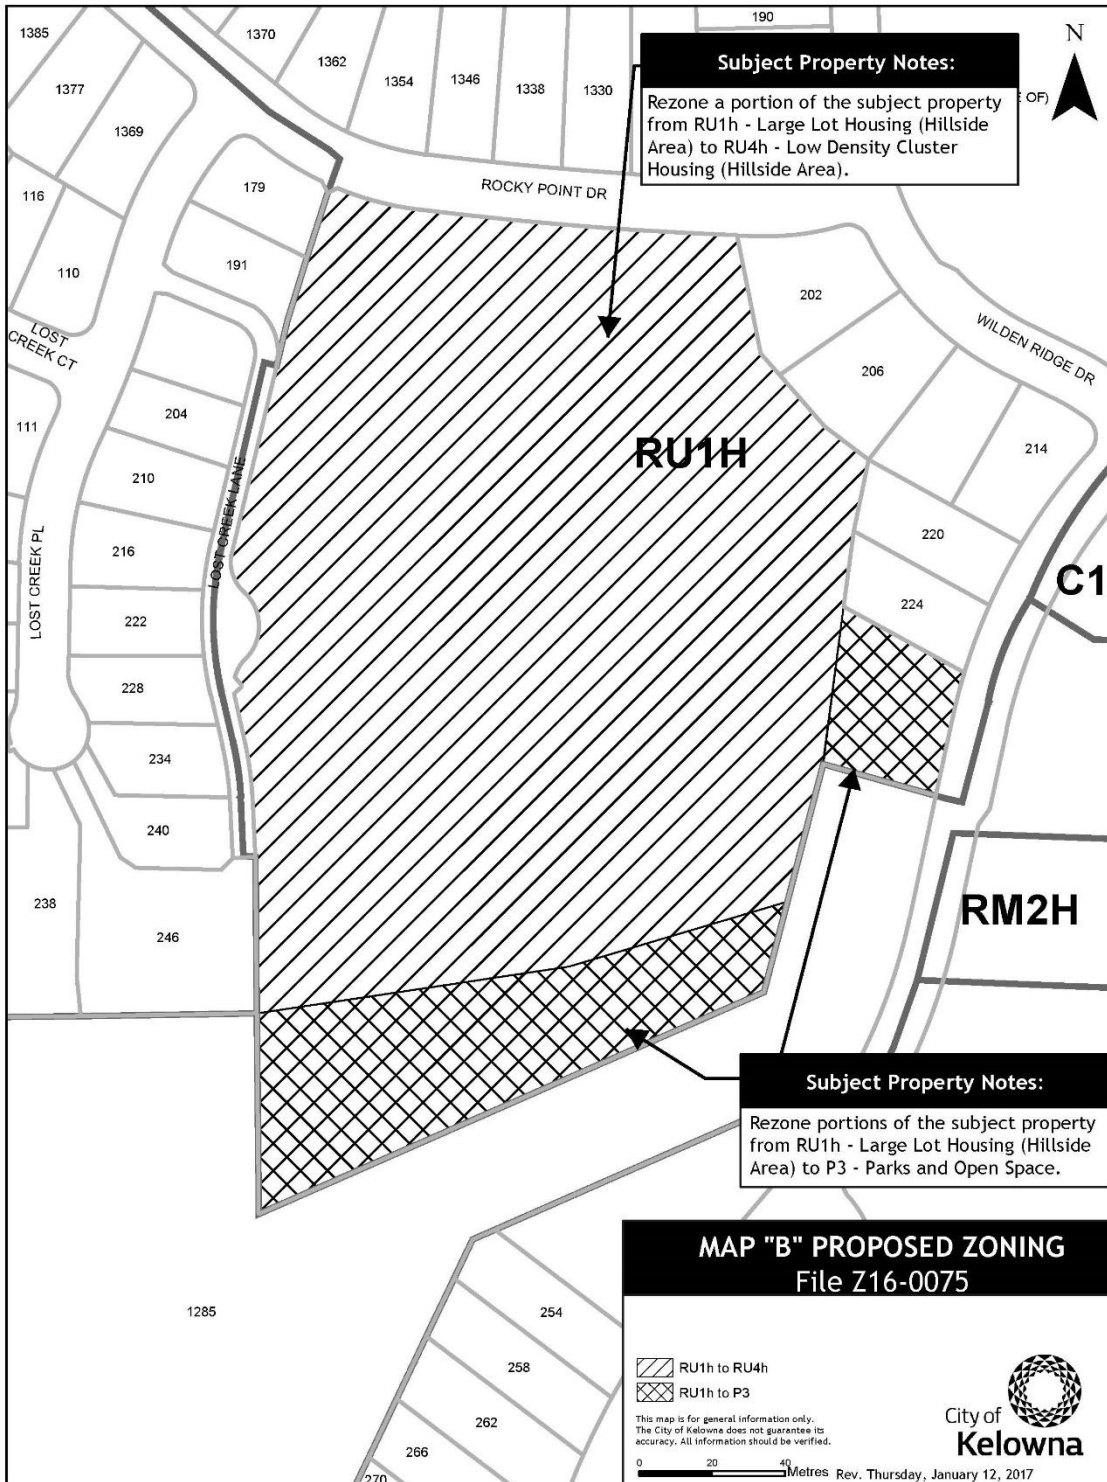 190
1385
1370
1362
1354
1346
1338
1330
N
Subject Property Notes:
Rezone a portion of the subject property
from RU1h - Large Lot Housing (Hillside
Area) to RU4h - Low Density Cluster
Housing (Hillside Area).
OF)
1377
1369
116
179
ROCKY POINT DR
110
191
202
LOST
CREEK CT
WILDEN RIDGE DR
206
111
204
RU1H
214
210
LOST CREEK LANE
216
220
LOST CREEK PL
C1
222
224
228
234
240
238
246
RM2H
Subject Property Notes:
Rezone portions of the subject property
from RU1h - Large Lot Housing (Hillside
Area) to P3 - Parks and Open Space.
1285
254
258
262
266
270
MAP "B" PROPOSED ZONING
File Z16-0075
RU1h to RU4h
RU1h to P3
This map is for general information only.
The City of Kelowna does not guarantee its
accuracy. All information should be verified.
City of
Kelowna
0 20 40 Metres
Rev. Thursday, January 12, 2017